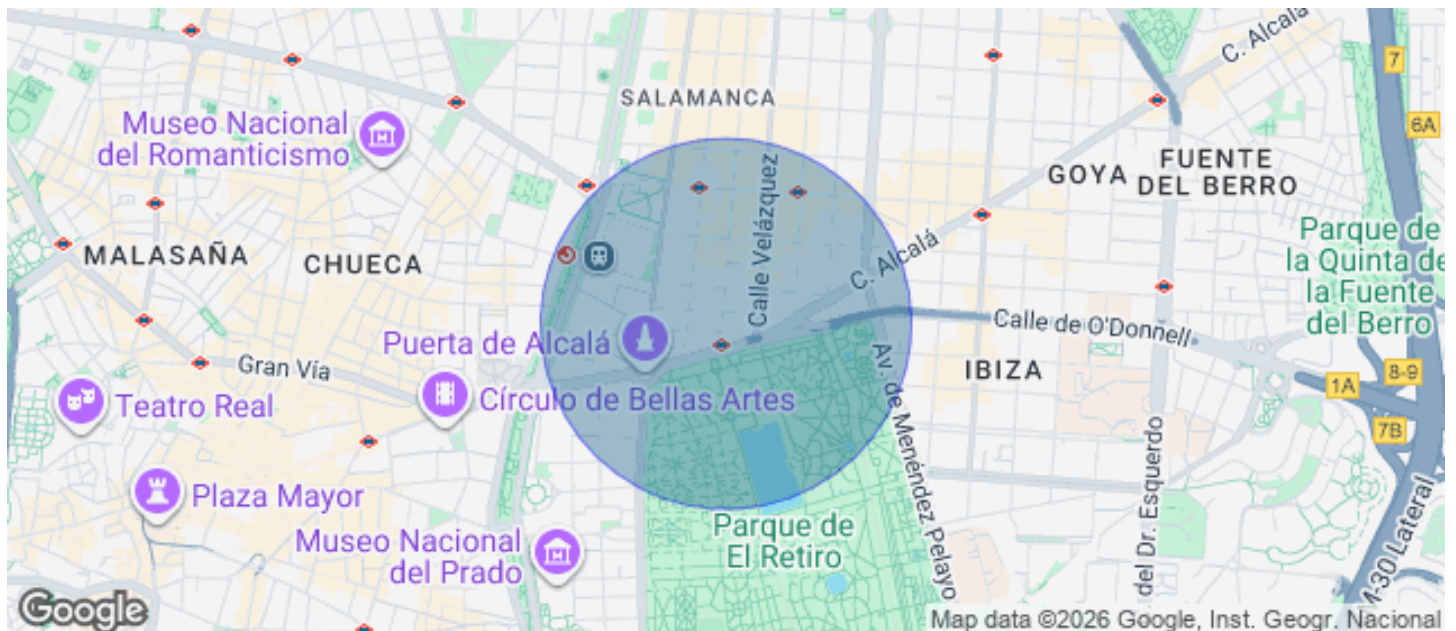 C. Alcalá
7
SALAMANCA
Museo Nacional
del Romanticismo
6A
GOYA
FUENTE
DEL BERRO
Calle Velázquez
MALASAÑA
CHUECA
C. Alcalá
Parque de
la Quinta de
la Fuente
del Berro
Puerta de Alcalá
Calle de O'Donnell
Gran Vía
IBIZA
8-9
1A
7B
Teatro Real
Círculo de Bellas Artes
Av. de Menéndez Pelayo
del Dr. Esquerdo
Plaza Mayor
Parque de
El Retiro
Museo Nacional
del Prado
M-30 Lateral
Google
Map data ©2026 Google, Inst. Geogr. Nacional